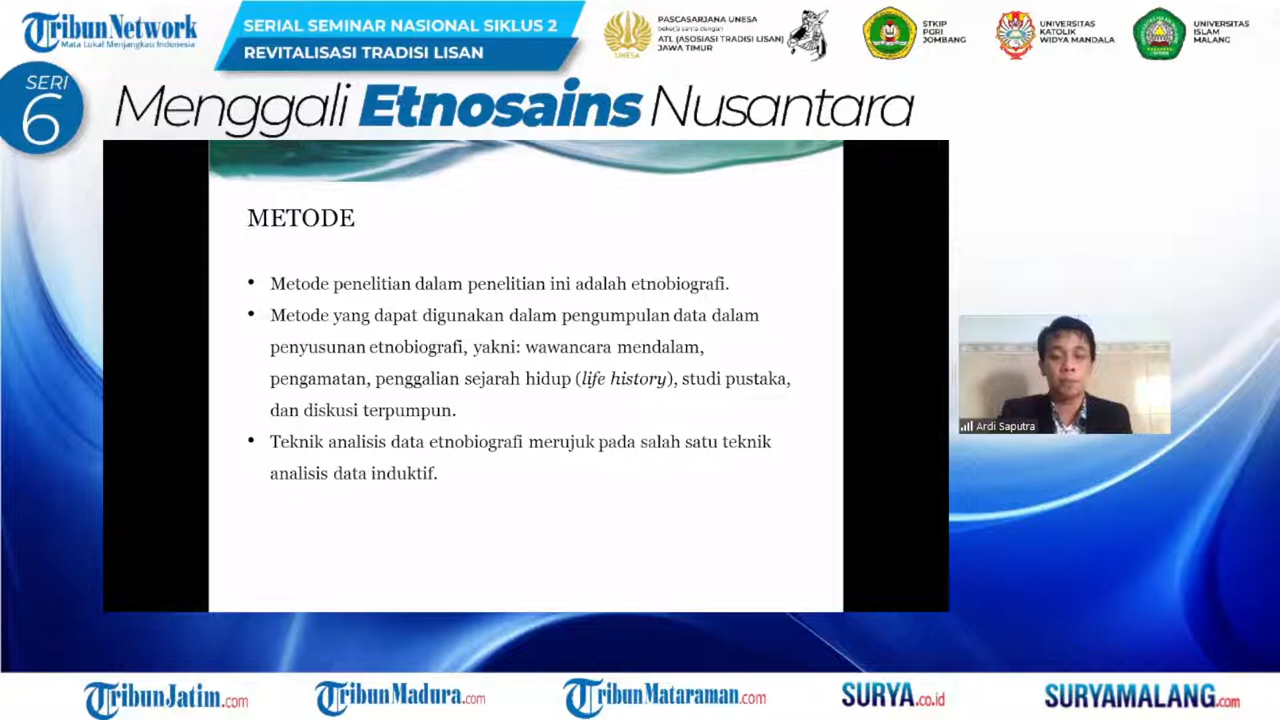 Tribun Network
Mata Lokal Menjangkau Indonesia
SERIAL SEMINAR NASIONAL SIKLUS 2
REVITALISASI TRADISI LISAN
UNESA
PASCASARJANA UNESA
bekerja sama dengan
ATL (ASOSIASI TRADISI LISAN)
JAWA TIMUR
STKIP
PGRI
JOMBANG
UNIVERSITAS
KATOLIK
WIDYA MANDALA
UNIVERSITAS
ISLAM
MALANG
SERI
6
Menggali Etnosains Nusantara
METODE
• Metode penelitian dalam penelitian ini adalah etnobiografi.
• Metode yang dapat digunakan dalam pengumpulan data dalam
penyusunan etnobiografi, yakni: wawancara mendalam,
pengamatan, penggalian sejarah hidup (life history), studi pustaka,
dan diskusi terpumpun.
• Teknik analisis data etnobiografi merujuk pada salah satu teknik
analisis data induktif.
Ardi Saputra
TribunJatim.com
TribunMadura.com
TribunMataraman.com
SURYA.co.id
SURYAMALANG.com